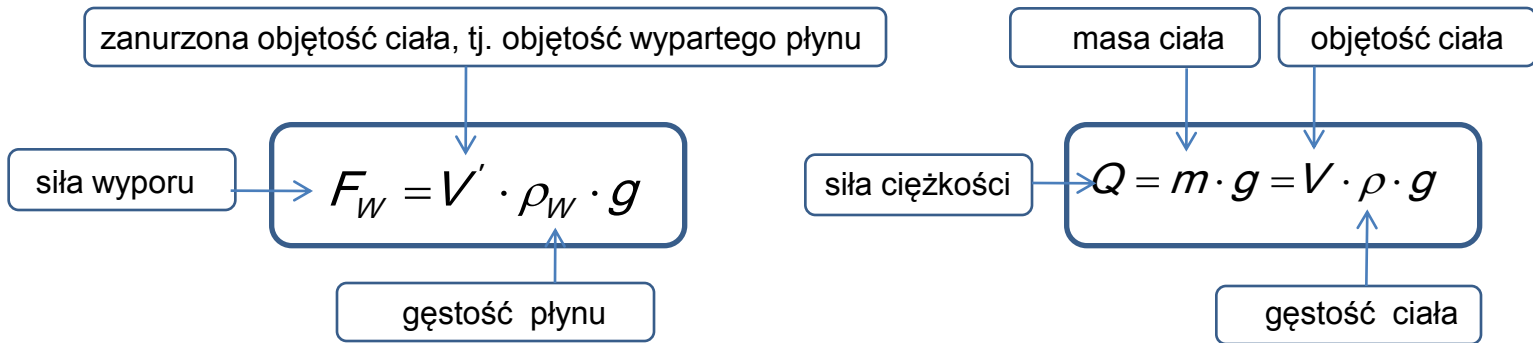 zanurzona objętość ciała, tj. objętość wypartego płynu
siła wyporu
F_W = V' · ρ_W · g
gęstość płynu
masa ciała
objętość ciała
siła ciężkości
Q = m · g = V · ρ · g
gęstość ciała